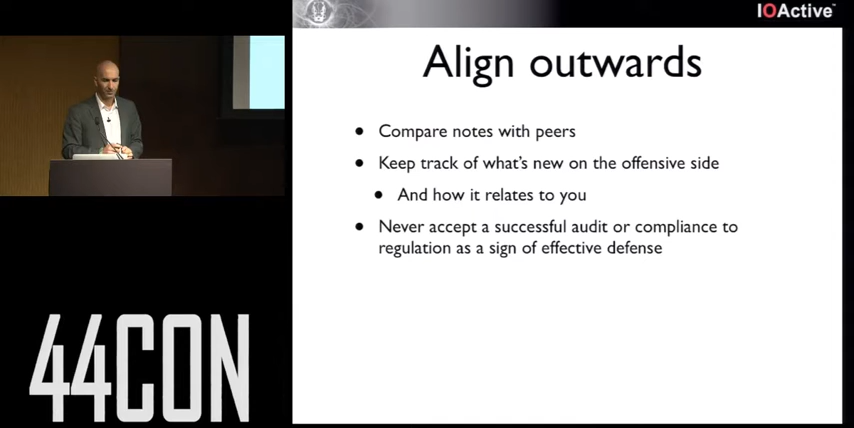 IOActive™
Align outwards
Compare notes with peers
Keep track of what's new on the offensive side
And how it relates to you
Never accept a successful audit or compliance to
regulation as a sign of effective defense
44CON